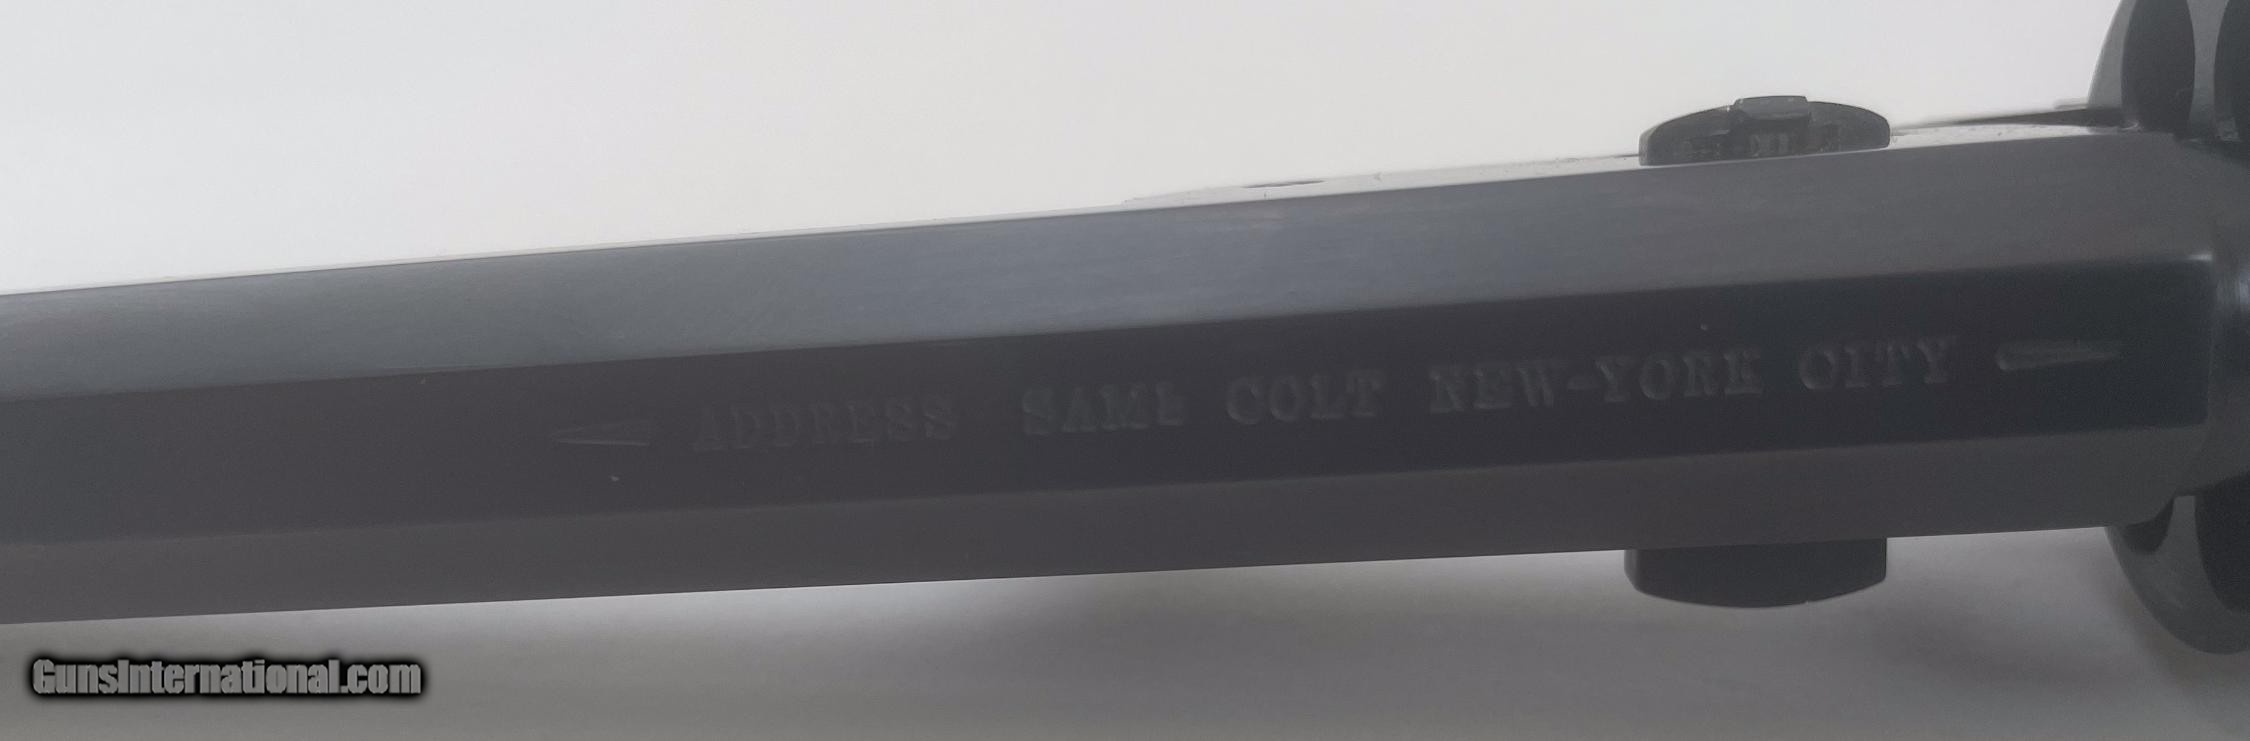 ADDRESS SAML COLT NEW-YORK CITY
GunsInternational.com